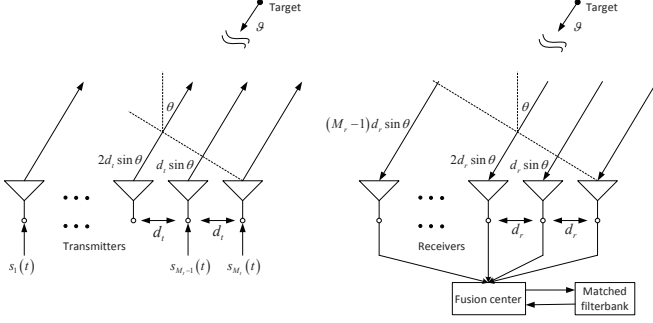 Target
ϑ
θ
2d_t sin θ
d_t sin θ
Transmitters
d_t
d_t
s_1(t)
s_{M_t−1}(t)
s_{M_t}(t)
Target
ϑ
θ
(M_r −1)d_r sin θ
2d_r sin θ
d_r sin θ
Receivers
d_r
d_r
Fusion center
Matched
filterbank